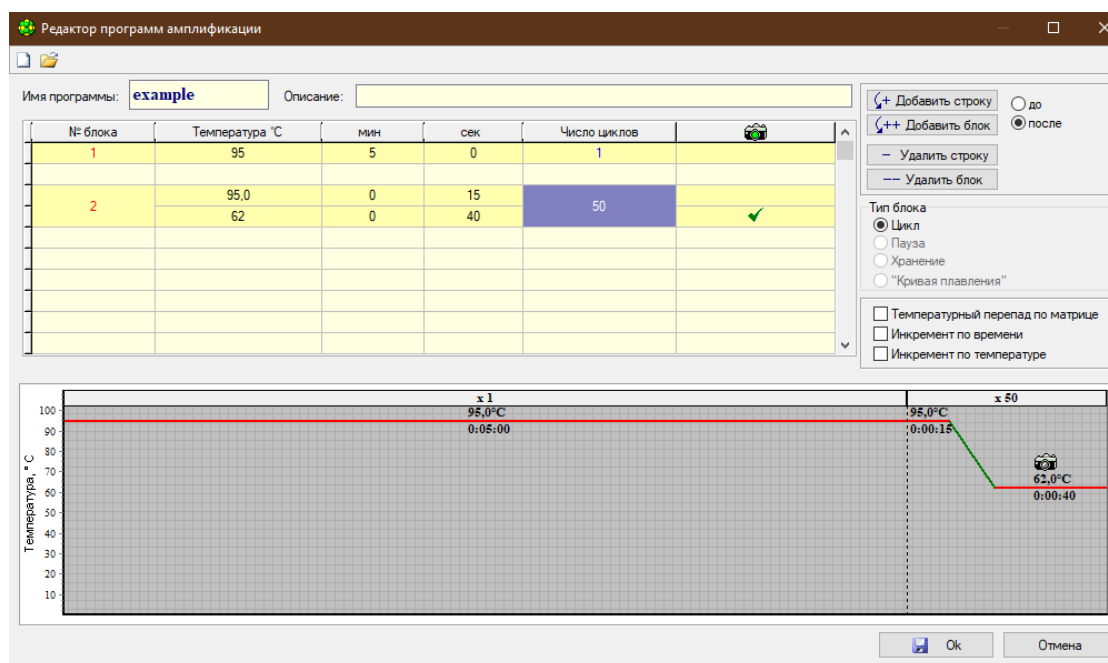 Редактор программ амплификации
Имя программы: example Описание:
№ блока Температура °С мин сек Число циклов
1 95 5 0 1
2 95,0 0 15 50
62 0 40
+ Добавить строку
++ Добавить блок
до
после
− Удалить строку
−− Удалить блок
Тип блока
Цикл
Пауза
Хранение
"Кривая плавления"
Температурный перепад по матрице
Инкремент по времени
Инкремент по температуре
x 1 x 50
95,0°C 95,0°C
0:05:00 0:00:15
62,0°C
0:00:40
Температура, °С
100
90
80
70
60
50
40
30
20
10
Ok Отмена